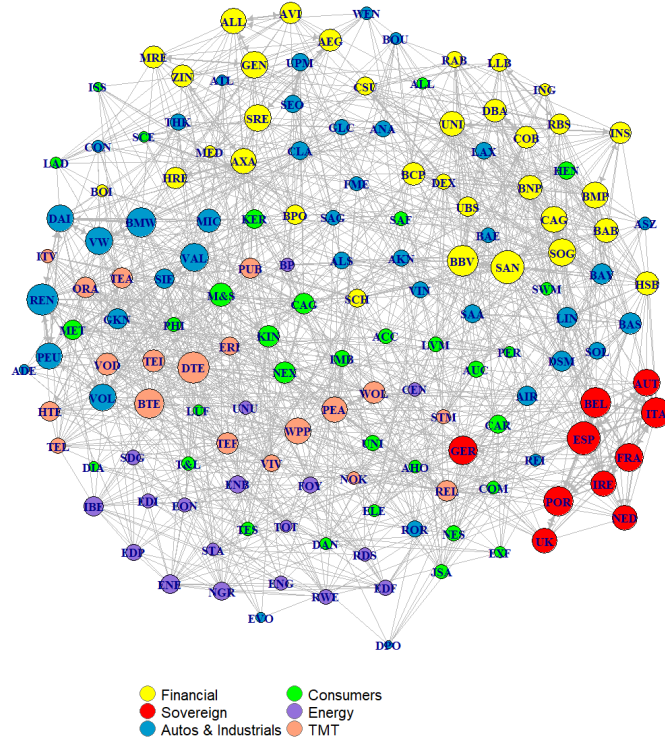 ALL
AVI
WEN
BOU
AEG
MRE
ZIN
GEN
UPM
ATL
ISS
CSU
ALL
RAB
LLB
ING
SEO
THK
SRE
GLC
ANA
UNI
DBA
COB
RBS
INS
SCE
CON
LAD
MED
AXA
CLA
LAX
HEN
BOI
HRE
FME
BCP
DEX
BNP
BMP
DAI
BMW
MIC
KER
BPO
SAG
SAF
UBS
CAG
BAB
ASZ
VW
VAL
BAE
SOG
ITV
ORA
TEA
SIE
PUB
BP
ALS
AKN
BBV
SAN
BAV
HSB
REN
M&S
CAG
SCH
VIN
SWM
MET
GKN
PHI
KIN
SAA
LIN
BAS
ACC
PEU
VOD
TEI
ERI
IMB
LVM
PER
SOL
ADE
DTE
NEX
AUC
DSM
VOL
BTE
LUF
UNU
WOL
CEN
AIR
BEL
AUT
HTE
PEA
STM
CAR
ITA
TEL
TEF
WPP
UNI
GER
ESP
DIA
SDG
T&L
VIV
AHO
REI
FRA
IBE
EDI
EON
ENB
FOY
NOK
REL
COM
IRE
POR
ELE
NED
TES
TOT
ROR
NES
UK
EDP
STA
DAN
RDS
EXF
JSA
ENE
NGR
ENG
RWE
EDF
EVO
DPO
Financial
Consumers
Sovereign
Energy
Autos & Industrials
TMT